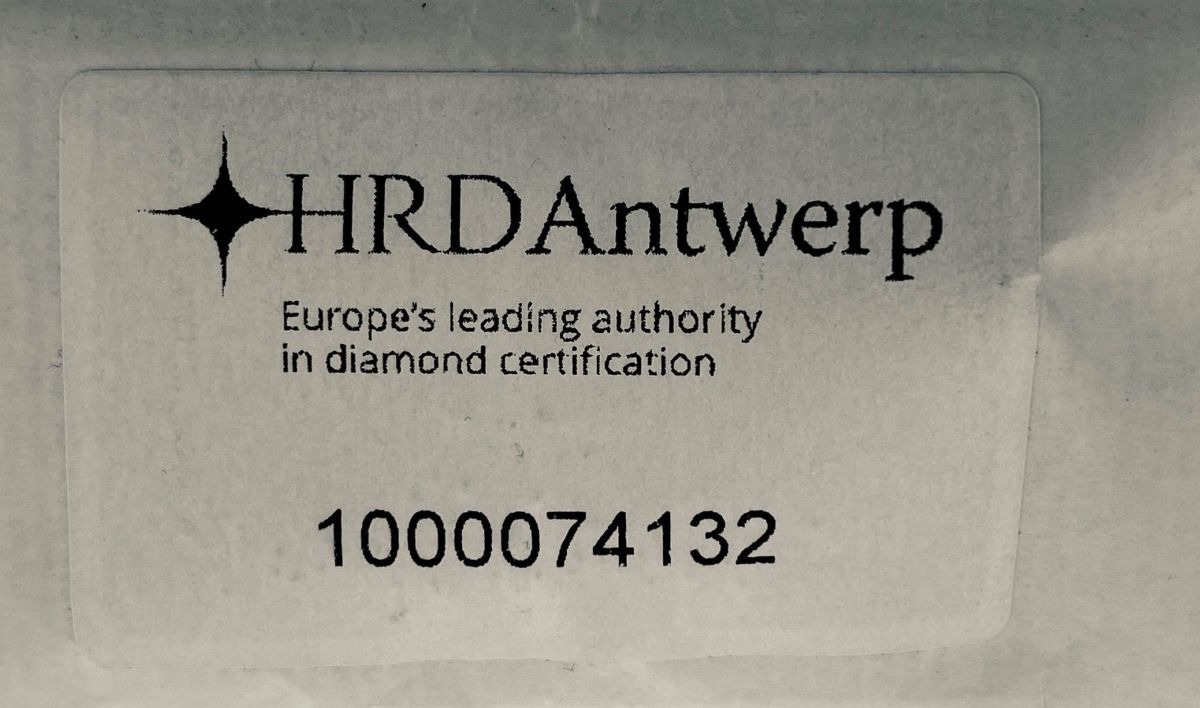 HRDAntwerp
Europe's leading authority
in diamond certification
1000074132